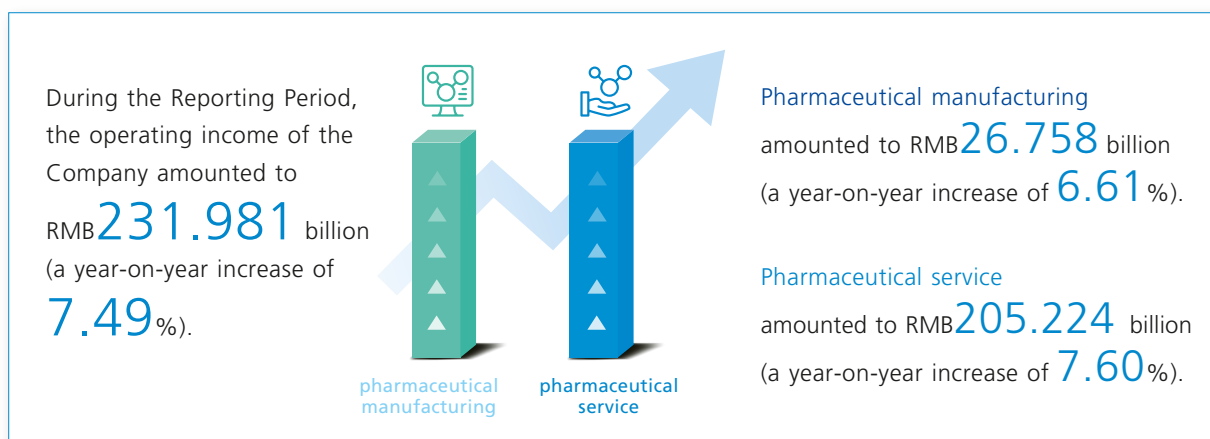 During the Reporting Period,
the operating income of the
Company amounted to
RMB231.981 billion
(a year-on-year increase of
7.49%).
pharmaceutical
manufacturing
pharmaceutical
service
Pharmaceutical manufacturing
amounted to RMB26.758 billion
(a year-on-year increase of 6.61%).
Pharmaceutical service
amounted to RMB205.224 billion
(a year-on-year increase of 7.60%).